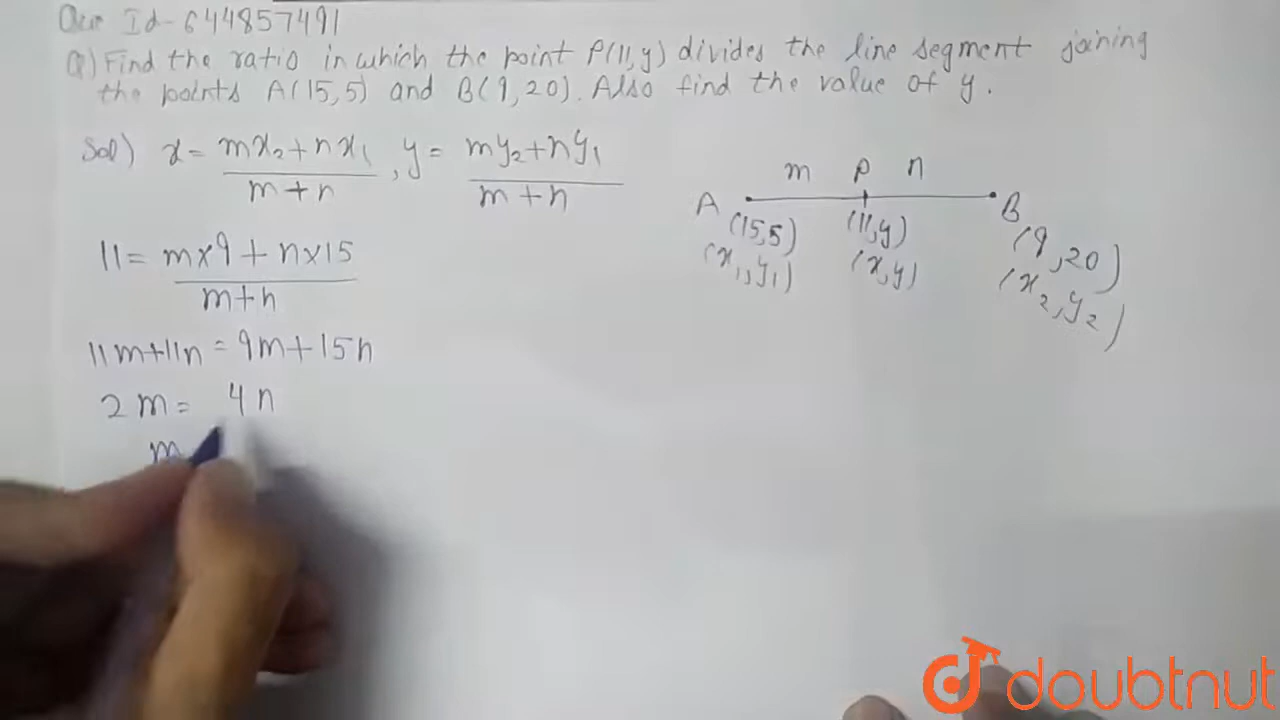 Que Id-644857491
Q) Find the ratio in which the point P(11,y) divides the line segment joining
the points A(15,5) and B(9,20). Also find the value of y.
Sol) x = mx₂+nx₁ / m+n , y = my₂+ny₁ / m+n
11 = m×9 + n×15 / m+n
11m+11n = 9m+15n
2m = 4n
m
m P n
A B
(15,5) (11,y) (9,20)
(x₁,y₁) (x,y) (x₂,y₂)
doubtnut